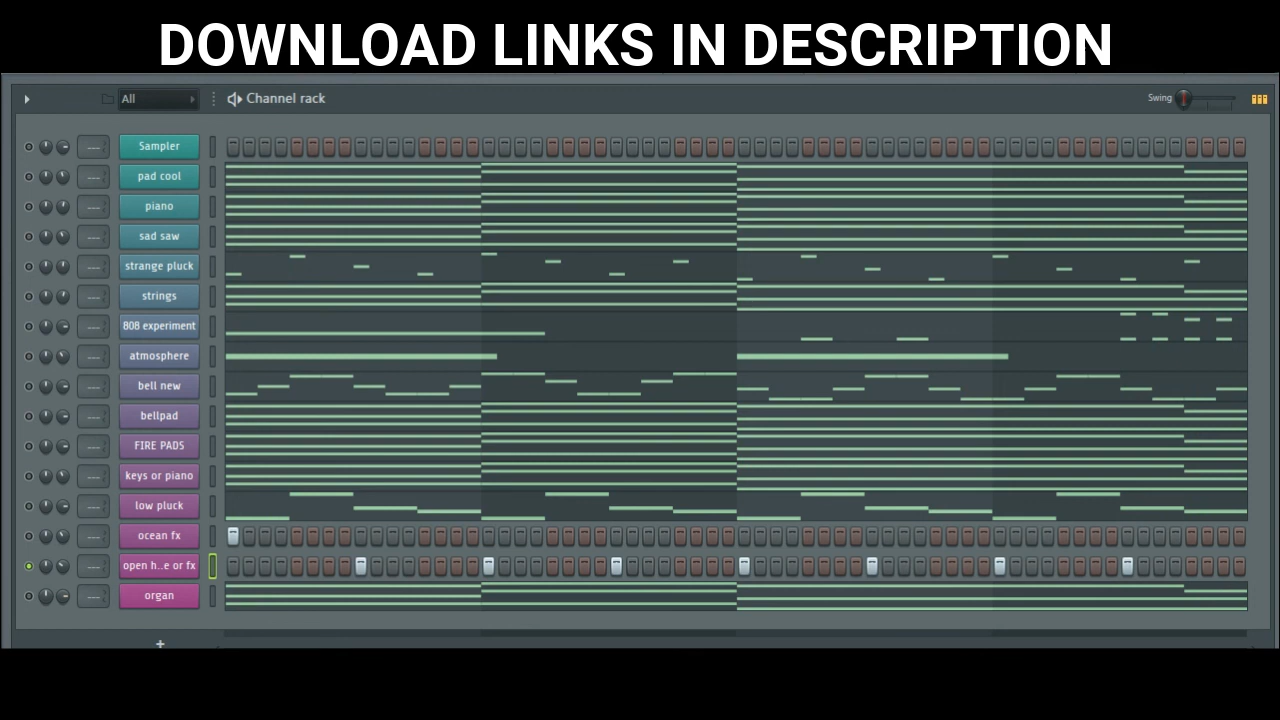 DOWNLOAD LINKS IN DESCRIPTION
All
Channel rack
Swing
Sampler
pad cool
piano
sad saw
strange pluck
strings
808 experiment
atmosphere
bell new
bellpad
FIRE PADS
keys or piano
low pluck
ocean fx
open h..e or fx
organ
+